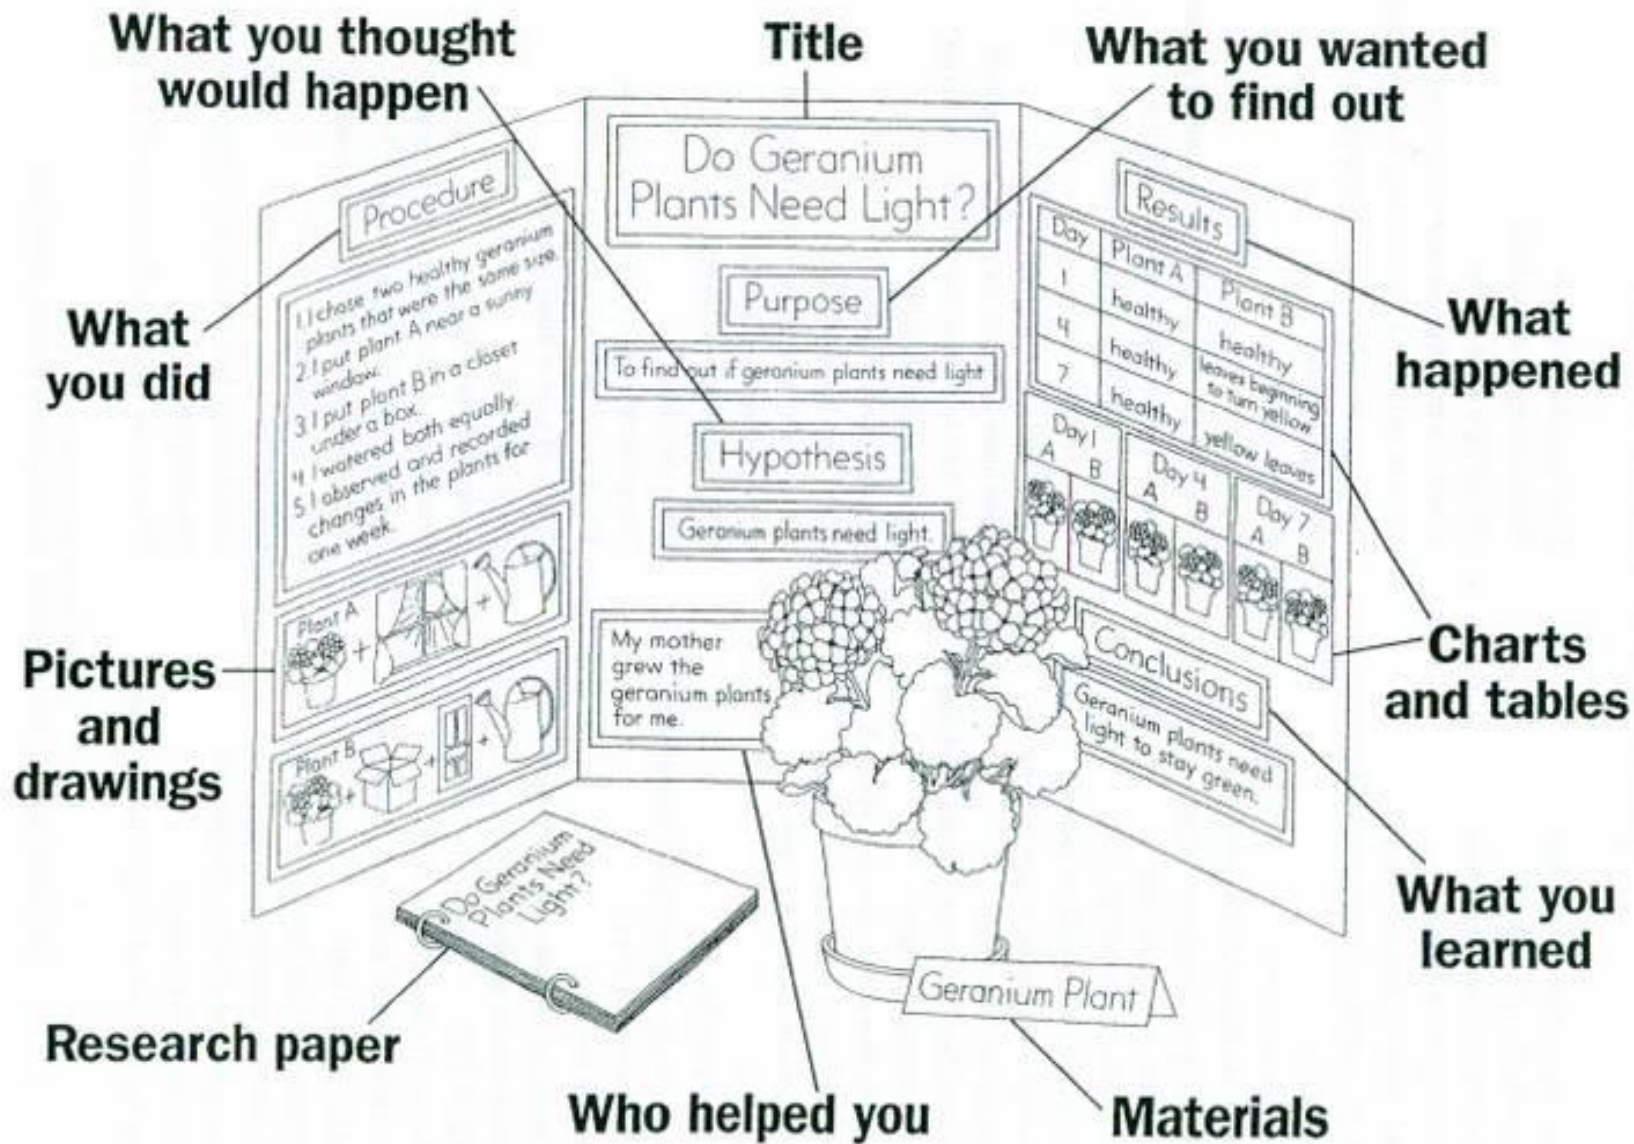 What you thought
would happen
Title
What you wanted
to find out
Procedure
1. I chose two healthy geranium
plants that were the same size.
2. I put plant A near a sunny
window.
3. I put plant B in a closet
under a box.
4. I watered both equally.
5. I observed and recorded
changes in the plants for
one week.
Plant A
+
+
Plant B
+
+
+
What
you did
Pictures
and
drawings
Do Geranium
Plants Need Light?
Purpose
To find out if geranium plants need light
Hypothesis
Geranium plants need light.
My mother
grew the
geranium plants
for me.
Results
Day Plant A Plant B
1 healthy healthy
4 healthy leaves beginning
to turn yellow
7 healthy yellow leaves
Day 1
A B
Day 4
A B
Day 7
A B
Conclusions
Geranium plants need
light to stay green.
What
happened
Charts
and tables
What you
learned
Do Geranium
Plants Need
Light?
Geranium Plant
Research paper
Who helped you
Materials